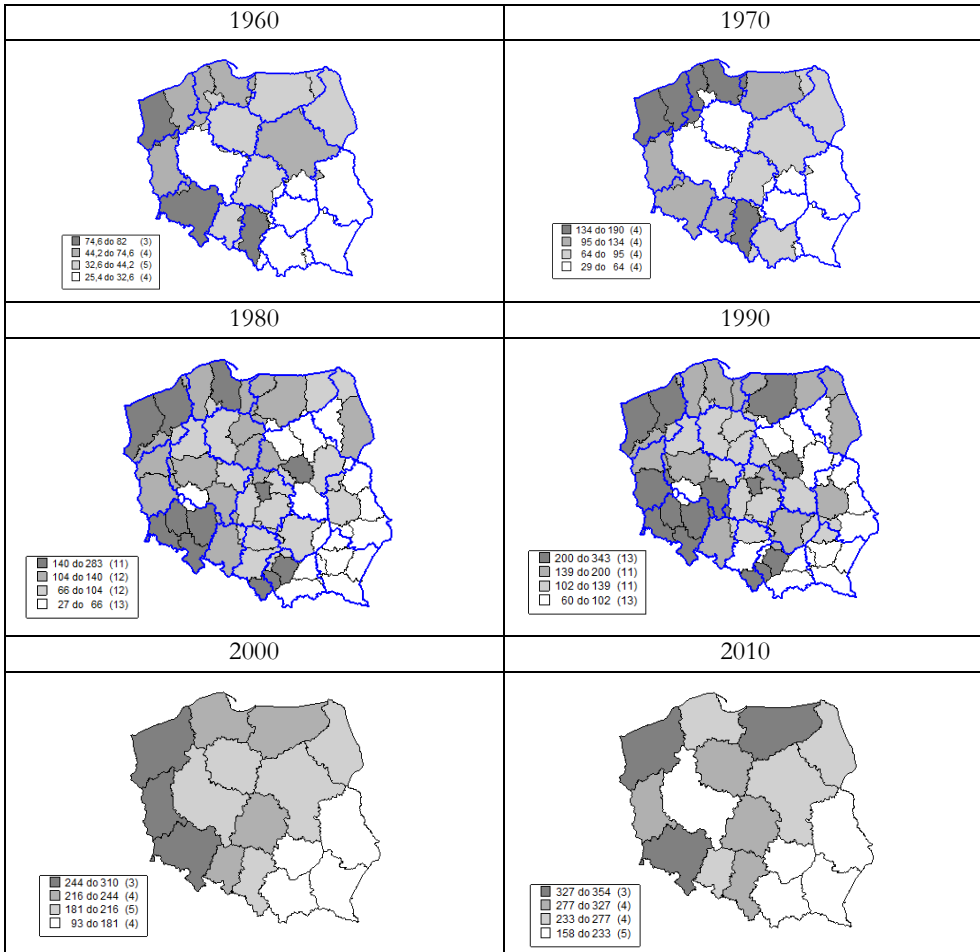 1960
1970
74,6 do 82 (3)
44,2 do 74,6 (4)
32,6 do 44,2 (5)
25,4 do 32,6 (4)
134 do 190 (4)
95 do 134 (4)
64 do 95 (4)
29 do 64 (4)
1980
1990
140 do 283 (11)
104 do 140 (12)
66 do 104 (12)
27 do 66 (13)
200 do 343 (13)
139 do 200 (11)
102 do 139 (11)
60 do 102 (13)
2000
2010
244 do 310 (3)
216 do 244 (4)
181 do 216 (5)
93 do 181 (4)
327 do 354 (3)
277 do 327 (4)
233 do 277 (4)
158 do 233 (5)